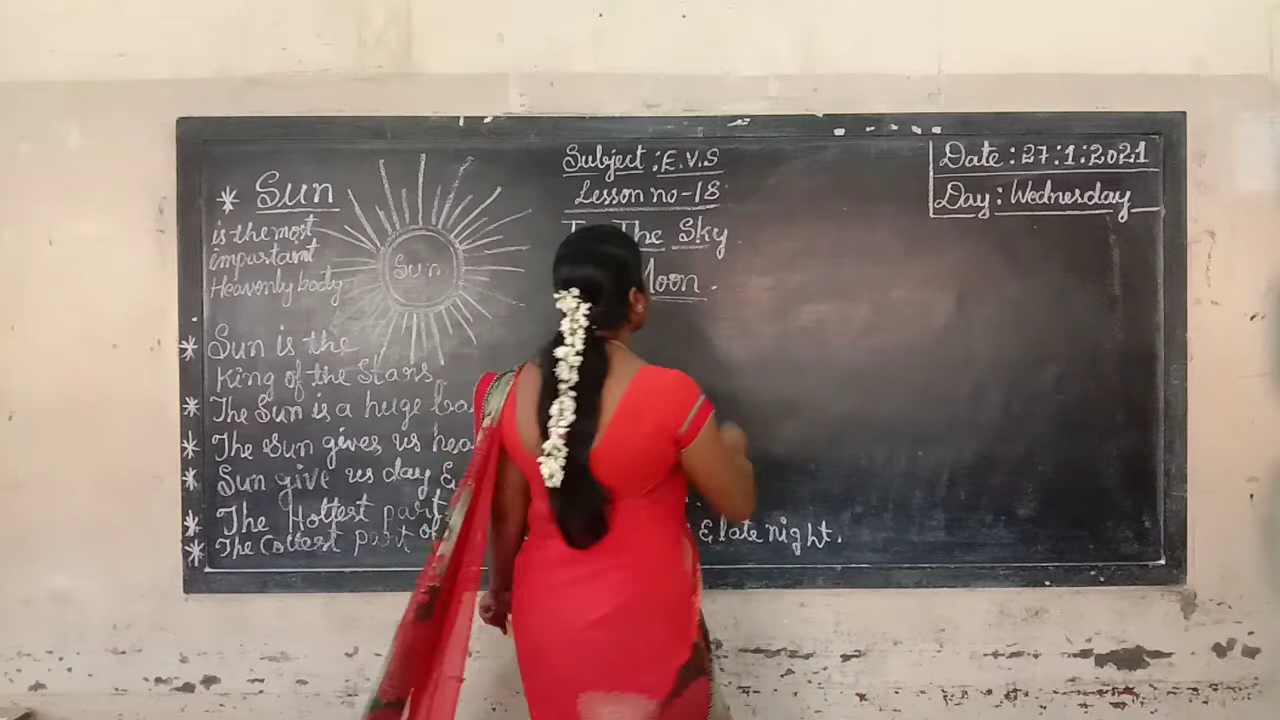 Subject : E.V.S
Lesson no-18
The Sky
Moon.
Date : 27:1:2021
Day : Wednesday
* Sun
is the most
impustant
Heavenly body
Sun
* Sun is the
King of the Stars
* The Sun is a huge
* The Sun gives us
* Sun give us day &
* The Hottest part
* The Cottest part of
& late night.